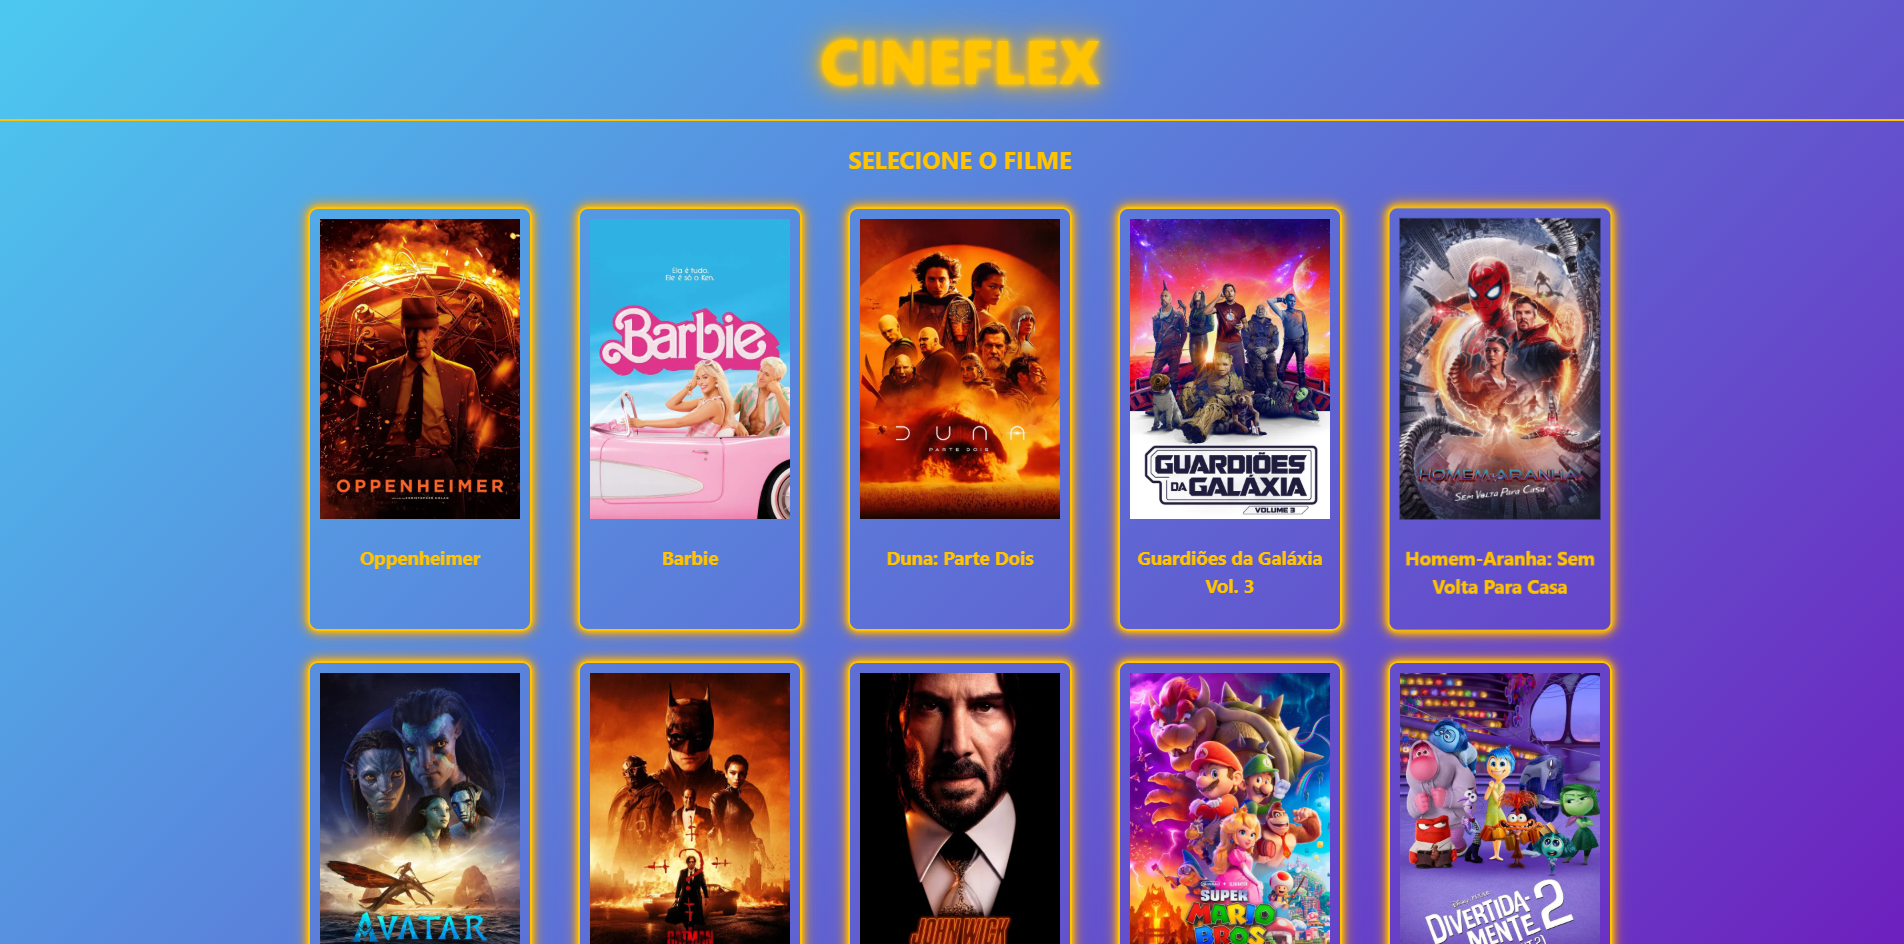 CINEFLEX
SELECIONE O FILME
OPPENHEIMER
Ela é tudo.
Ele é só o Ken.
Barbie
DUNA
PARTE DOIS
GUARDIÕES
DA GALÁXIA
VOLUME 3
HOMEM-ARANHA
SEM VOLTA PARA CASA
Oppenheimer
Barbie
Duna: Parte Dois
Guardiões da Galáxia
Vol. 3
Homem-Aranha: Sem
Volta Para Casa
AVATAR
BATMAN
JOHN WICK
SUPER
MARIO
BROS
DISNEY PIXAR
DIVERTIDA-
MENTE 2